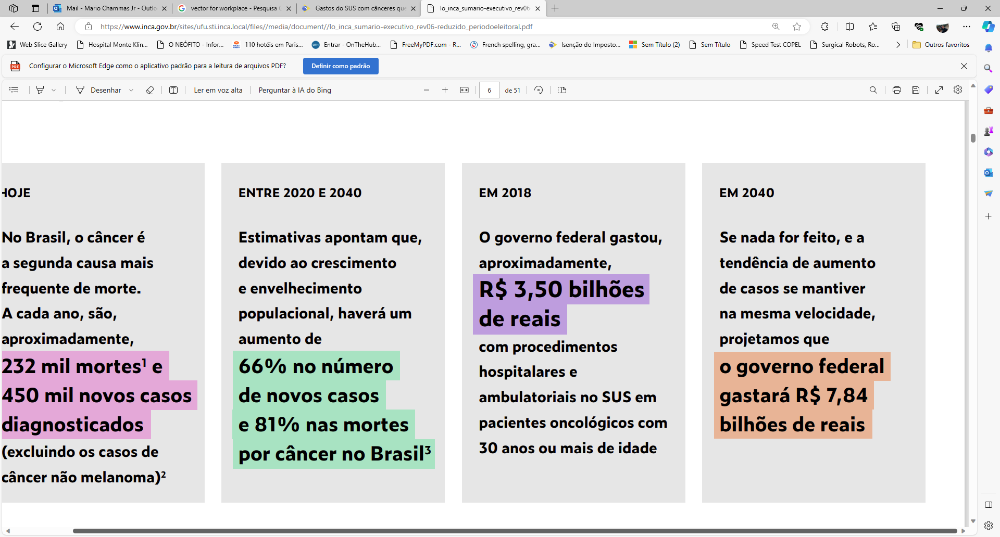 Mail - Mario Chammas Jr - Outlo
vector for workplace - Pesquisa G
Gastos do SUS com cânceres que
lo_inca_sumario-executivo_rev06
https://www.inca.gov.br/sites/ufu.sti.inca.local/files//media/document//lo_inca_sumario-executivo_rev06-reduzido_periodoeleitoral.pdf
Web Slice Gallery
Hospital Monte Klin...
O NEÓFITO - Infor...
110 hotéis em Paris...
Entrar - OnTheHub...
FreeMyPDF.com - R...
French spelling, gra...
Isenção do Imposto...
Sem Título (2)
Sem Título
Speed Test COPEL
Surgical Robots, Ro...
Outros favoritos
PDF
Configurar o Microsoft Edge como o aplicativo padrão para a leitura de arquivos PDF?
Definir como padrão
Desenhar
Ler em voz alta
Perguntar à IA do Bing
6 de 51
HOJE
No Brasil, o câncer é
a segunda causa mais
frequente de morte.
A cada ano, são,
aproximadamente,
232 mil mortes¹ e
450 mil novos casos
diagnosticados
(excluindo os casos de
câncer não melanoma)²
ENTRE 2020 E 2040
Estimativas apontam que,
devido ao crescimento
e envelhecimento
populacional, haverá um
aumento de
66% no número
de novos casos
e 81% nas mortes
por câncer no Brasil³
EM 2018
O governo federal gastou,
aproximadamente,
R$ 3,50 bilhões
de reais
com procedimentos
hospitalares e
ambulatoriais no SUS em
pacientes oncológicos com
30 anos ou mais de idade
EM 2040
Se nada for feito, e a
tendência de aumento
de casos se mantiver
na mesma velocidade,
projetamos que
o governo federal
gastará R$ 7,84
bilhões de reais